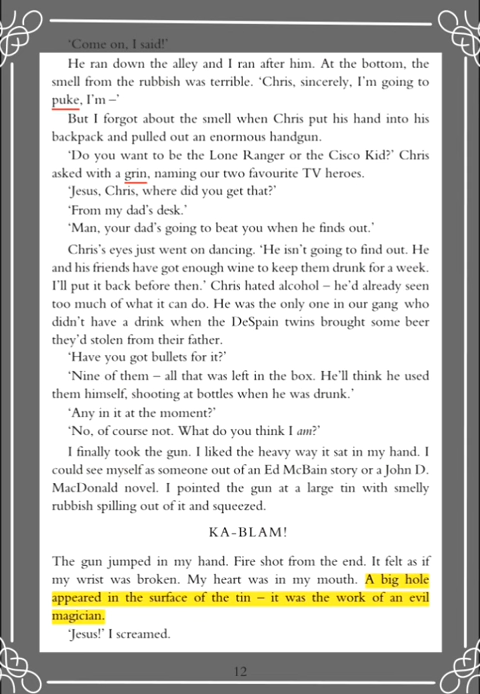 ‘Come on, I said!’
He ran down the alley and I ran after him. At the bottom, the
smell from the rubbish was terrible. ‘Chris, sincerely, I’m going to
puke, I’m –’
But I forgot about the smell when Chris put his hand into his
backpack and pulled out an enormous handgun.
‘Do you want to be the Lone Ranger or the Cisco Kid?’ Chris
asked with a grin, naming our two favourite TV heroes.
‘Jesus, Chris, where did you get that?’
‘From my dad’s desk.’
‘Man, your dad’s going to beat you when he finds out.’
Chris’s eyes just went on dancing. ‘He isn’t going to find out. He
and his friends have got enough wine to keep them drunk for a week.
I’ll put it back before then.’ Chris hated alcohol – he’d already seen
too much of what it can do. He was the only one in our gang who
didn’t have a drink when the DeSpain twins brought some beer
they’d stolen from their father.
‘Have you got bullets for it?’
‘Nine of them – all that was left in the box. He’ll think he used
them himself, shooting at bottles when he was drunk.’
‘Any in it at the moment?’
‘No, of course not. What do you think I am?’
I finally took the gun. I liked the heavy way it sat in my hand. I
could see myself as someone out of an Ed McBain story or a John D.
MacDonald novel. I pointed the gun at a large tin with smelly
rubbish spilling out of it and squeezed.
KA-BLAM!
The gun jumped in my hand. Fire shot from the end. It felt as if
my wrist was broken. My heart was in my mouth. A big hole
appeared in the surface of the tin – it was the work of an evil
magician.
‘Jesus!’ I screamed.
12